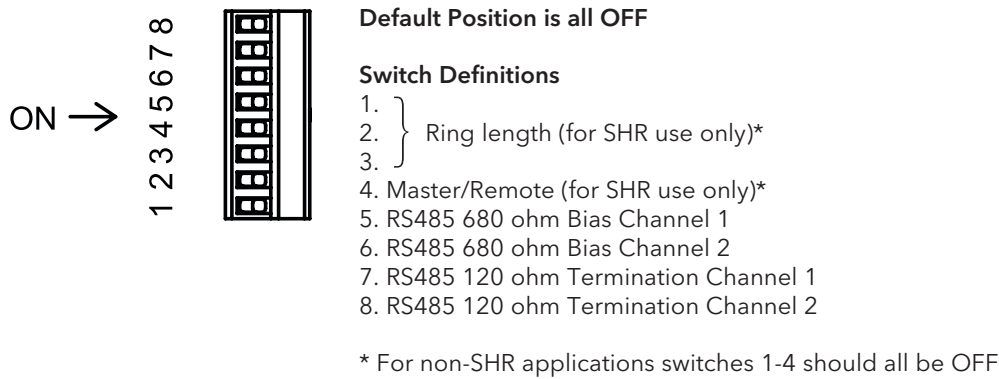 ON →
8
7
6
5
4
3
2
1
Default Position is all OFF
Switch Definitions
1.
2. Ring length (for SHR use only)*
3.
4. Master/Remote (for SHR use only)*
5. RS485 680 ohm Bias Channel 1
6. RS485 680 ohm Bias Channel 2
7. RS485 120 ohm Termination Channel 1
8. RS485 120 ohm Termination Channel 2
* For non-SHR applications switches 1-4 should all be OFF